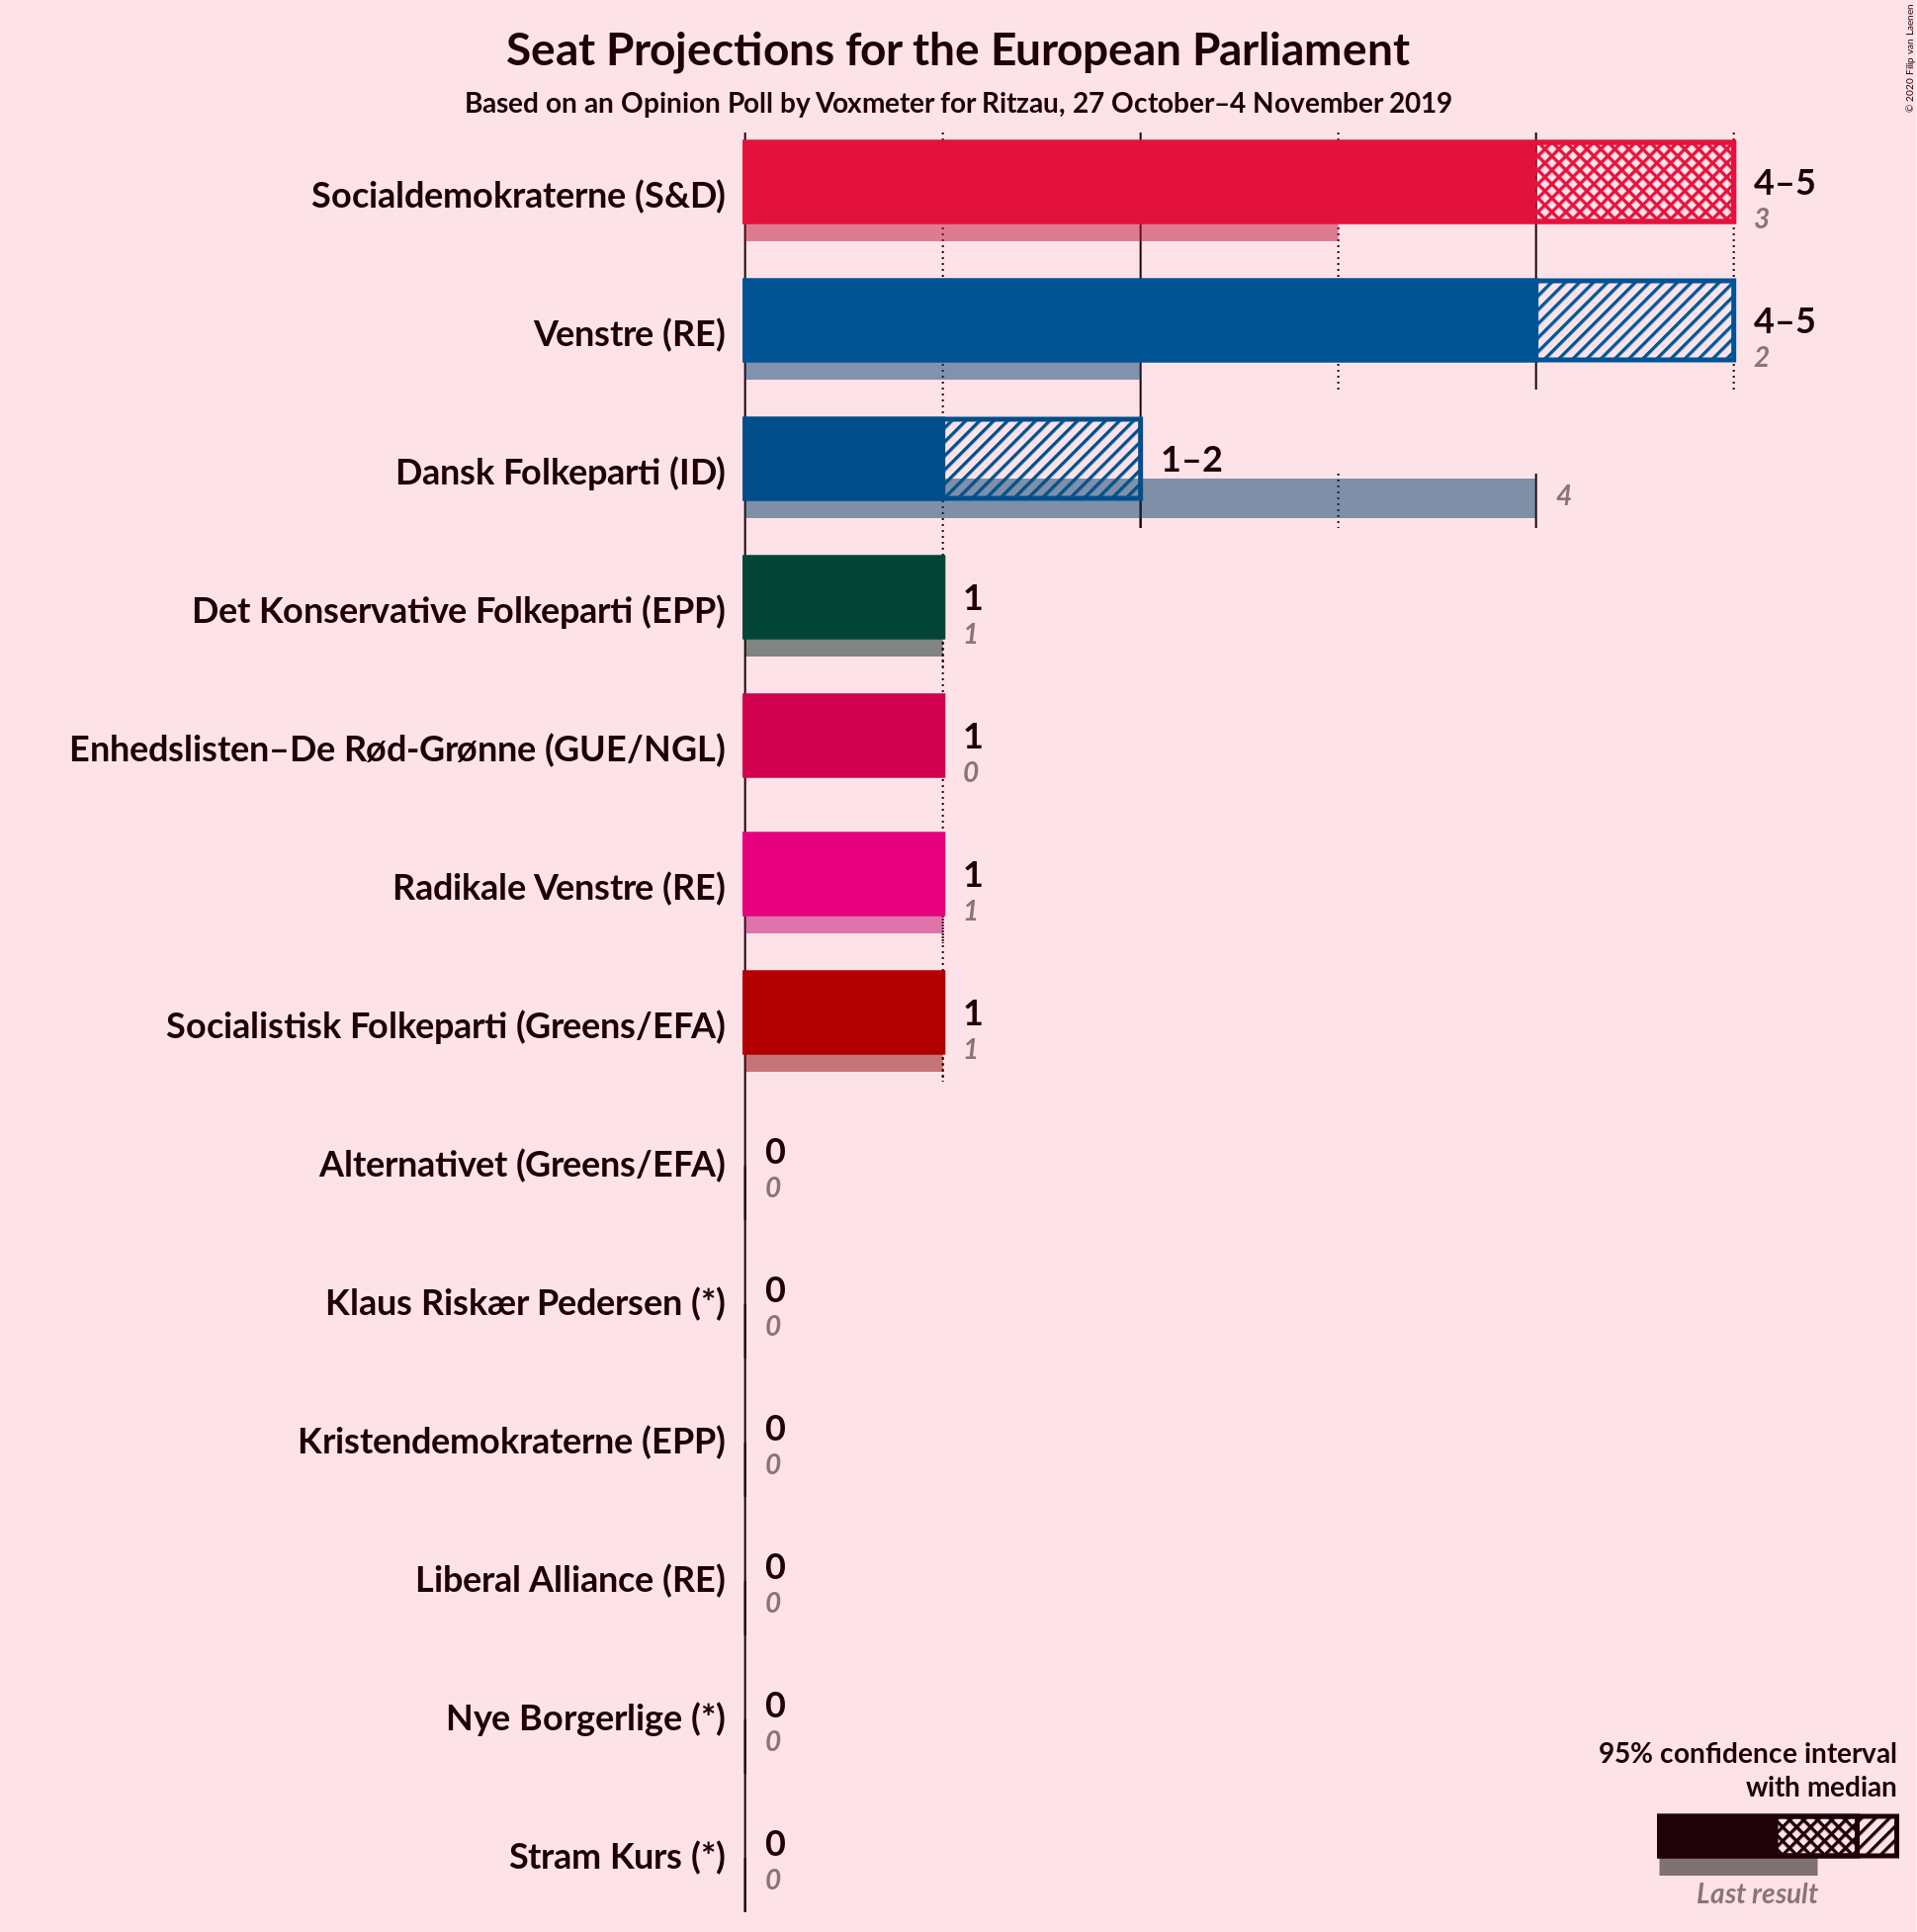 Seat Projections for the European Parliament
Based on an Opinion Poll by Voxmeter for Ritzau, 27 October–4 November 2019
© 2020 Filip van Laenen
Socialdemokraterne (S&D)
4–5
3
Venstre (RE)
4–5
2
Dansk Folkeparti (ID)
1–2
4
Det Konservative Folkeparti (EPP)
1
1
Enhedslisten–De Rød-Grønne (GUE/NGL)
1
0
Radikale Venstre (RE)
1
1
Socialistisk Folkeparti (Greens/EFA)
1
1
Alternativet (Greens/EFA)
0
0
Klaus Riskær Pedersen (*)
0
0
Kristendemokraterne (EPP)
0
0
Liberal Alliance (RE)
0
0
Nye Borgerlige (*)
0
0
Stram Kurs (*)
0
0
95% confidence interval
with median
Last result